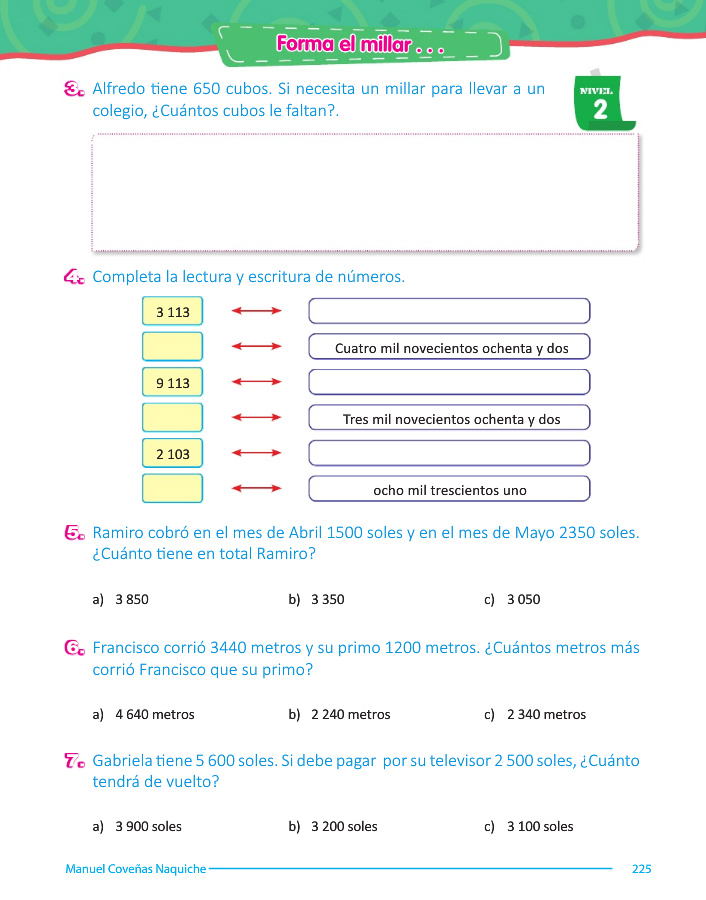 Forma el millar . . .
NIVEL
2
3. Alfredo tiene 650 cubos. Si necesita un millar para llevar a un
colegio, ¿Cuántos cubos le faltan?.
4. Completa la lectura y escritura de números.
3 113
Cuatro mil novecientos ochenta y dos
9 113
Tres mil novecientos ochenta y dos
2 103
ocho mil trescientos uno
5. Ramiro cobró en el mes de Abril 1500 soles y en el mes de Mayo 2350 soles.
¿Cuánto tiene en total Ramiro?
a) 3 850 b) 3 350 c) 3 050
6. Francisco corrió 3440 metros y su primo 1200 metros. ¿Cuántos metros más
corrió Francisco que su primo?
a) 4 640 metros b) 2 240 metros c) 2 340 metros
7. Gabriela tiene 5 600 soles. Si debe pagar por su televisor 2 500 soles, ¿Cuánto
tendrá de vuelto?
a) 3 900 soles b) 3 200 soles c) 3 100 soles
Manuel Coveñas Naquiche 225